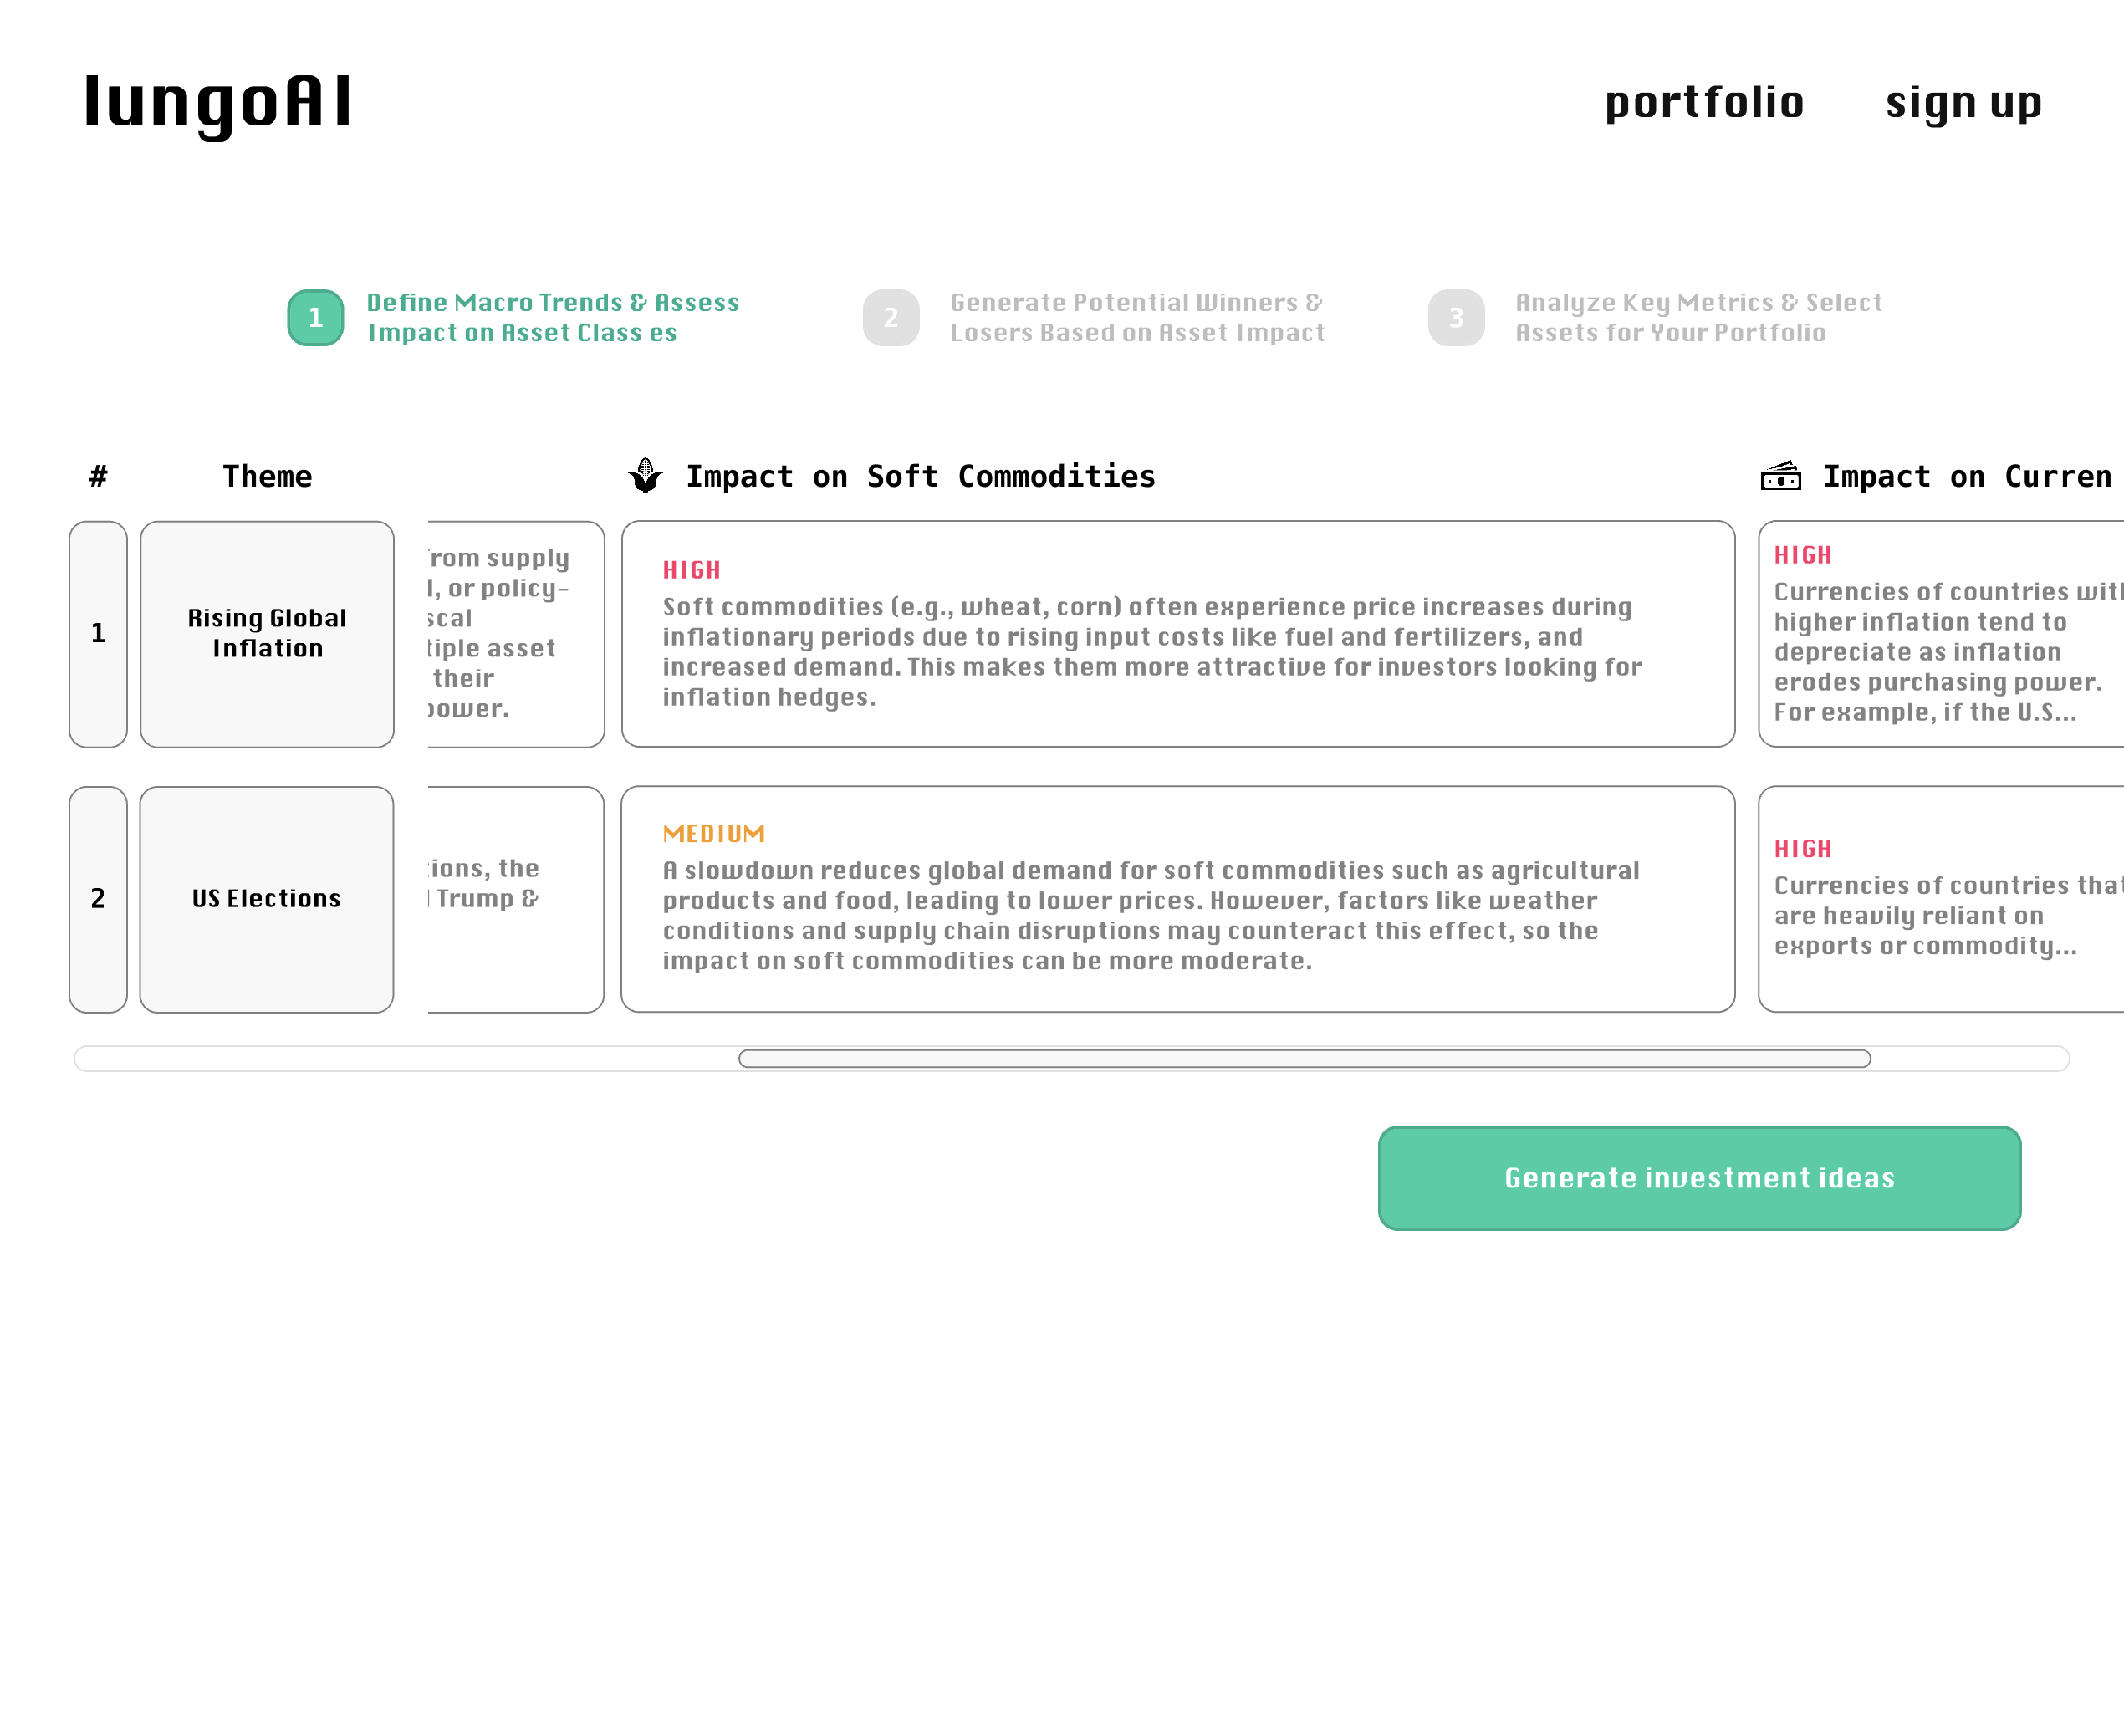 lungoAI
portfolio
sign up
1
Define Macro Trends & Assess
Impact on Asset Class es
2
Generate Potential Winners &
Losers Based on Asset Impact
3
Analyze Key Metrics & Select
Assets for Your Portfolio
#
Theme
Impact on Soft Commodities
Impact on Curren
1
Rising Global
Inflation
from supply
l, or policy-
scal
tiple asset
their
power.
HIGH
Soft commodities (e.g., wheat, corn) often experience price increases during
inflationary periods due to rising input costs like fuel and fertilizers, and
increased demand. This makes them more attractive for investors looking for
inflation hedges.
HIGH
Currencies of countries with
higher inflation tend to
depreciate as inflation
erodes purchasing power.
For example, if the U.S...
2
US Elections
tions, the
Trump &
MEDIUM
A slowdown reduces global demand for soft commodities such as agricultural
products and food, leading to lower prices. However, factors like weather
conditions and supply chain disruptions may counteract this effect, so the
impact on soft commodities can be more moderate.
HIGH
Currencies of countries that
are heavily reliant on
exports or commodity...
Generate investment ideas